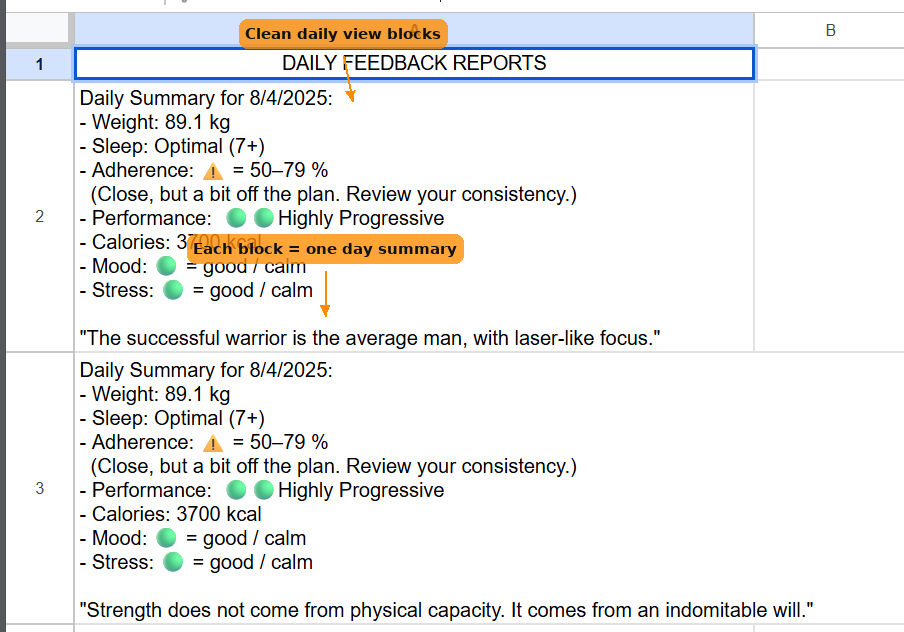 Clean daily view blocks
A
B
1
DAILY FEEDBACK REPORTS
2
Daily Summary for 8/4/2025:
- Weight: 89.1 kg
- Sleep: Optimal (7+)
- Adherence: ⚠️ = 50–79 %
(Close, but a bit off the plan. Review your consistency.)
- Performance: 🟢 🟢 Highly Progressive
- Calories: 3700 kcal
Each block = one day summary
- Mood: 🟢 = good / calm
- Stress: 🟢 = good / calm
"The successful warrior is the average man, with laser-like focus."
3
Daily Summary for 8/4/2025:
- Weight: 89.1 kg
- Sleep: Optimal (7+)
- Adherence: ⚠️ = 50–79 %
(Close, but a bit off the plan. Review your consistency.)
- Performance: 🟢 🟢 Highly Progressive
- Calories: 3700 kcal
- Mood: 🟢 = good / calm
- Stress: 🟢 = good / calm
"Strength does not come from physical capacity. It comes from an indomitable will."